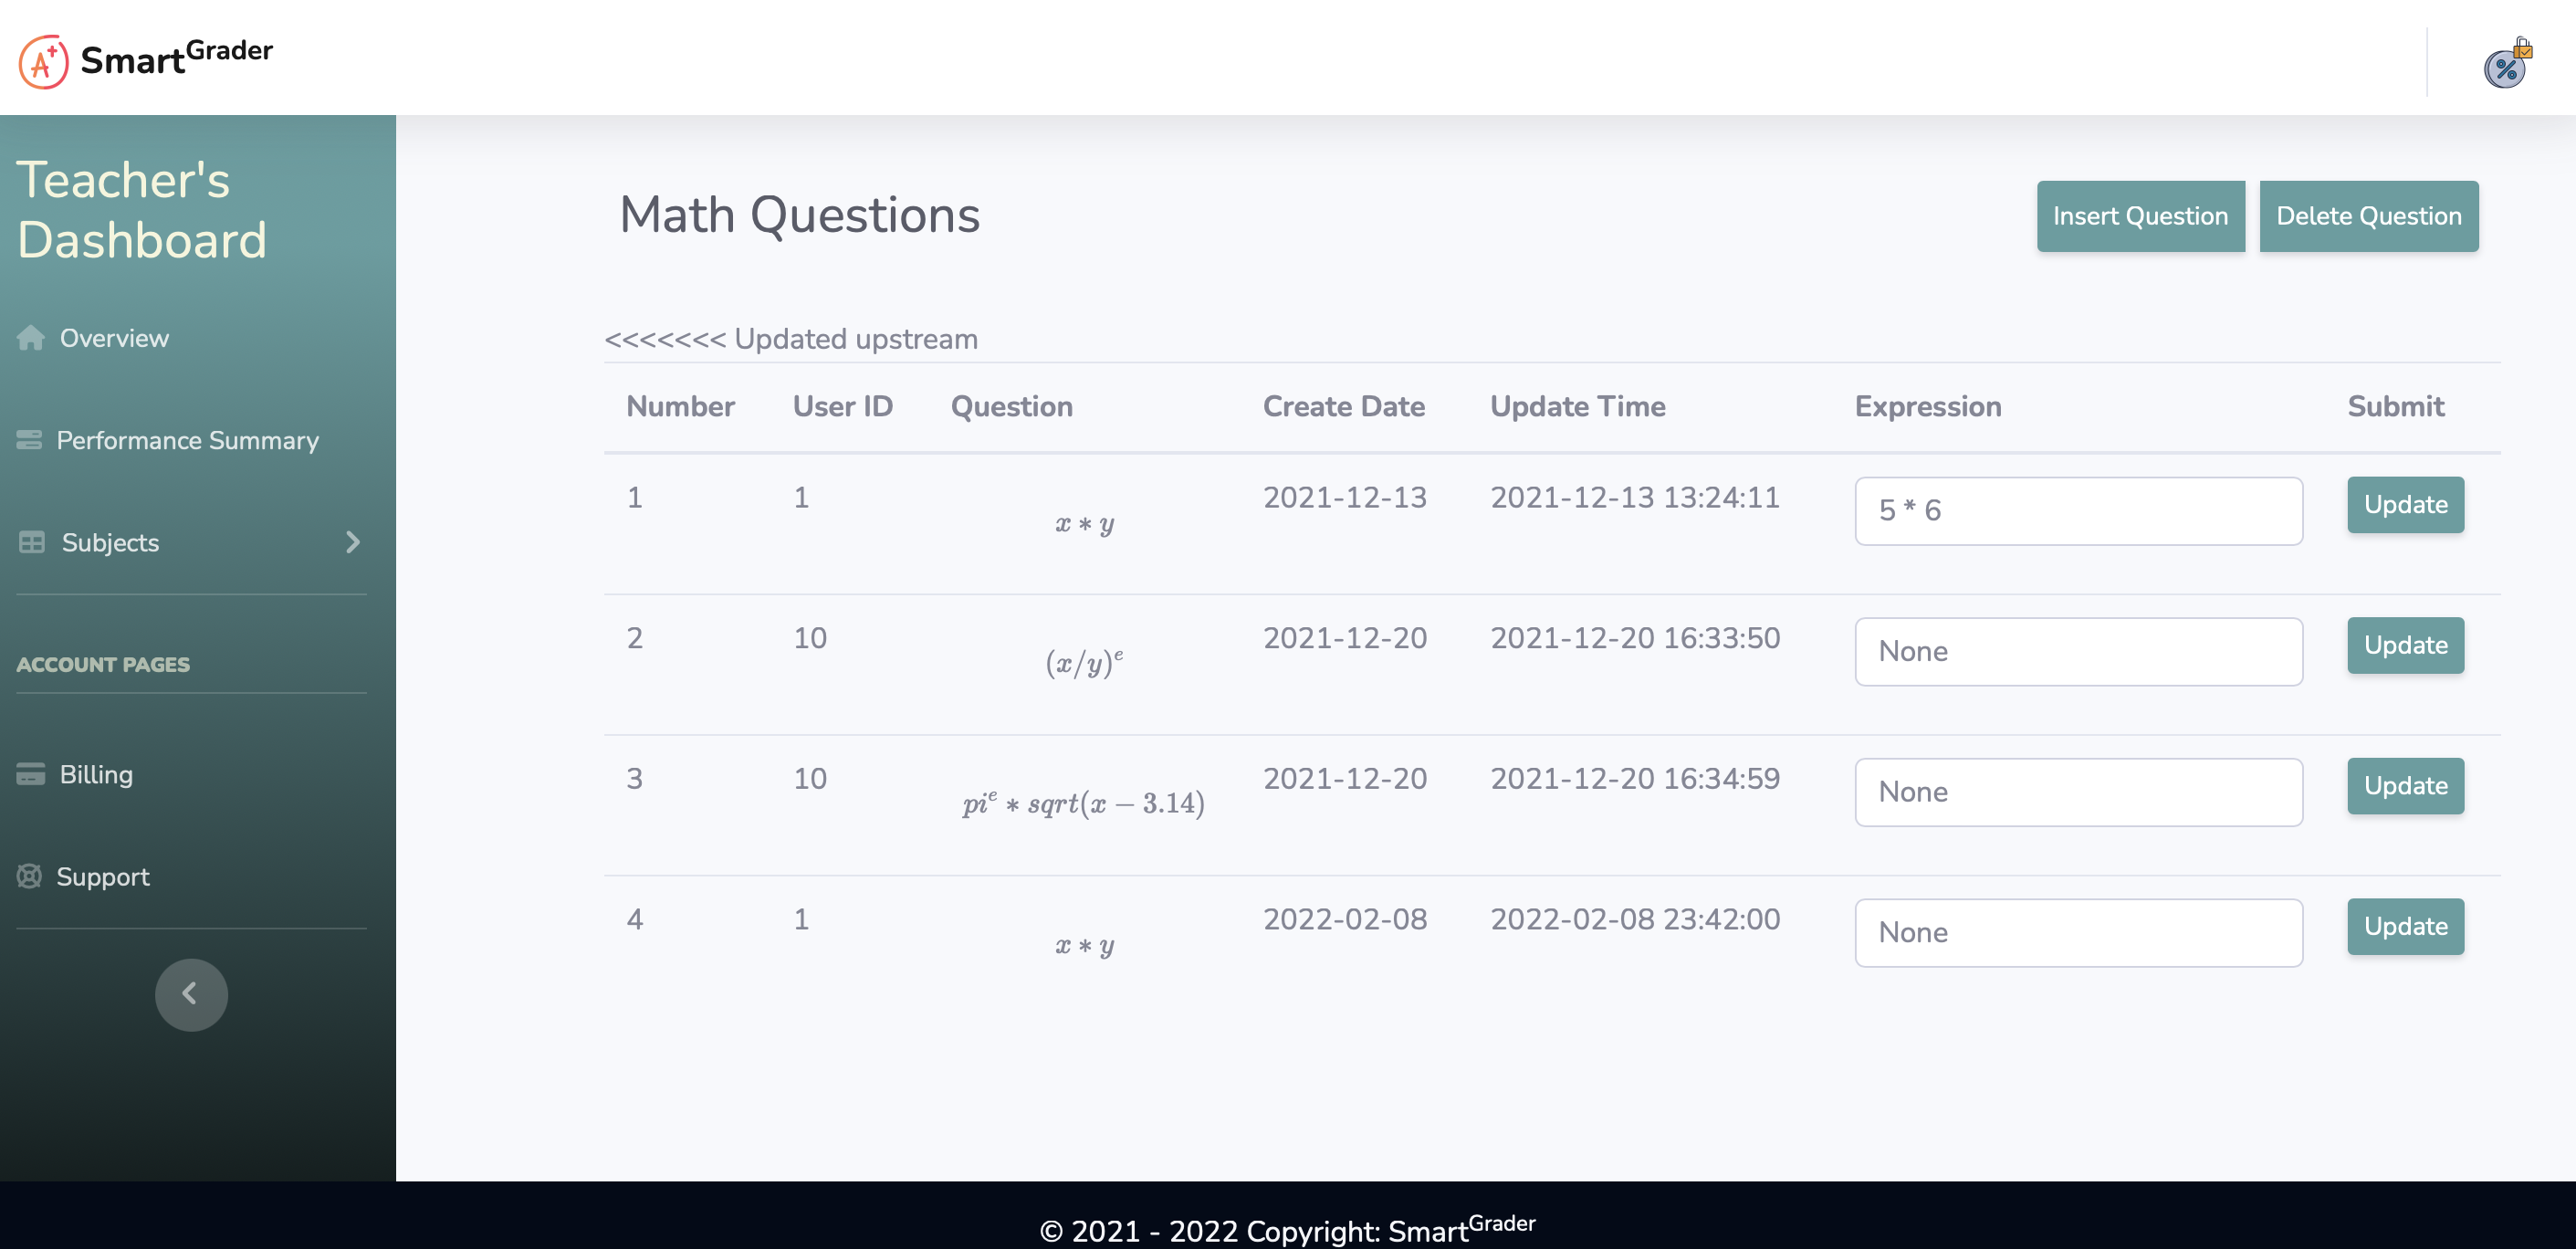 A+ SmartGrader
%
Teacher's
Dashboard
Overview
Performance Summary
Subjects
ACCOUNT PAGES
Billing
Support
Math Questions
Insert Question Delete Question
<<<<<<< Updated upstream
Number User ID Question Create Date Update Time Expression Submit
1 1 x * y 2021-12-13 2021-12-13 13:24:11 5 * 6 Update
2 10 (x/y)^e 2021-12-20 2021-12-20 16:33:50 None Update
3 10 pi^e * sqrt(x − 3.14) 2021-12-20 2021-12-20 16:34:59 None Update
4 1 x * y 2022-02-08 2022-02-08 23:42:00 None Update
© 2021 - 2022 Copyright: SmartGrader